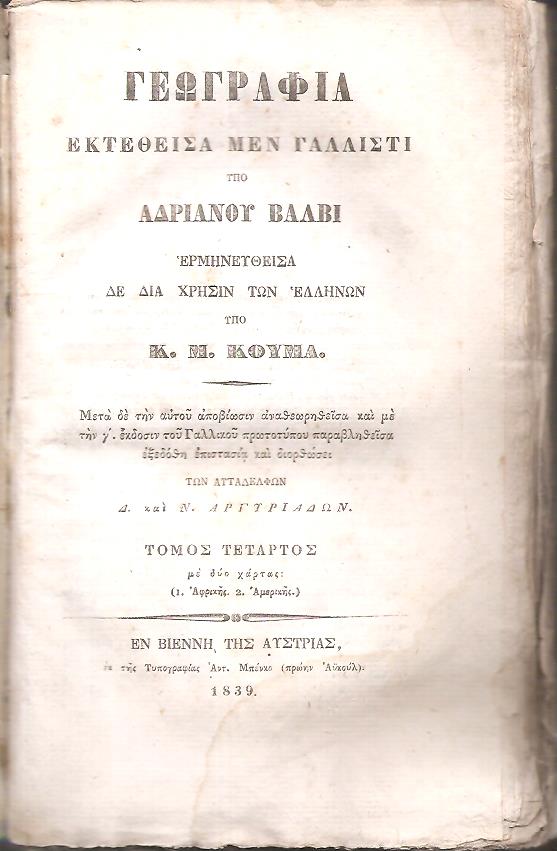 ΓΕΩΓΡΑΦΙΑ
ΕΚΤΕΘΕΙΣΑ ΜΕΝ ΓΑΛΛΙΣΤΙ
ΥΠΟ
ΑΔΡΙΑΝΟΥ ΒΑΛΒΙ
ἙΡΜΗΝΕΥΘΕΙΣΑ
ΔΕ ΔΙΑ ΧΡΗΣΙΝ ΤΩΝ ἙΛΛΗΝΩΝ
ΥΠΟ
Κ. Μ. ΚΟΥΜΑ.
Μετὰ δὲ τὴν αὐτοῦ ἀποβίωσιν ἀναθεωρηθεῖσα καὶ μὲ
τὴν γ΄. ἔκδοσιν τοῦ Γαλλικοῦ πρωτοτύπου παραβληθεῖσα
ἐξεδόθη ἐπιστασίᾳ καὶ διορθώσει
ΤΩΝ ΑΥΤΑΔΕΛΦΩΝ
Δ. καὶ Ν. ΑΡΓΥΡΙΑΔΩΝ.
ΤΟΜΟΣ ΤΕΤΑΡΤΟΣ
μὲ δύο χάρτας:
(1. Ἀφρικῆς. 2. Ἀμερικῆς.)
ΕΝ ΒΙΕΝΝΗ ΤΗΣ ΑΥΣΤΡΙΑΣ,
ἐκ τῆς Τυπογραφίας Ἀντ. Μπένκο (πρώην Ἀϋκούλ).
1839.